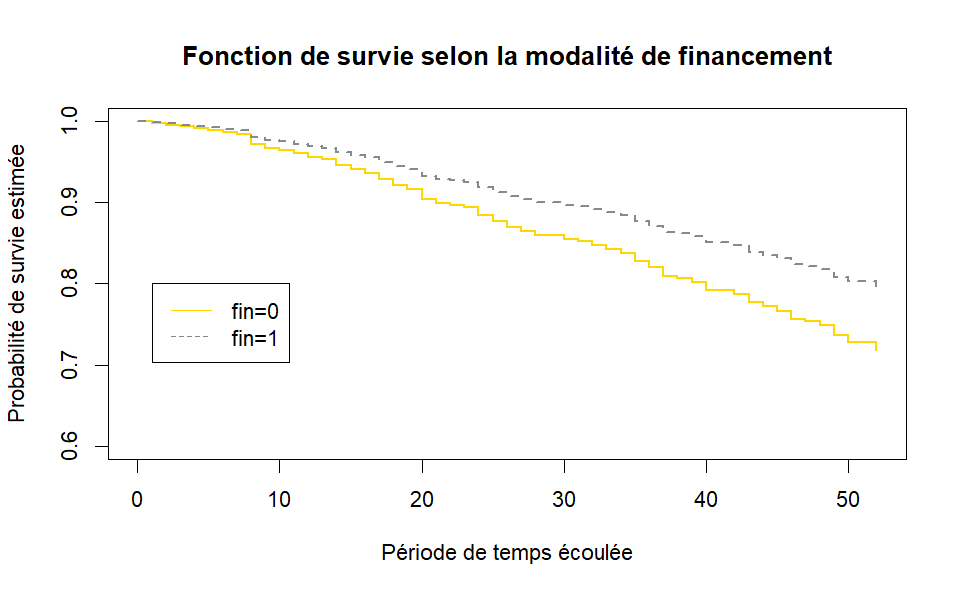 Fonction de survie selon la modalité de financement
Probabilité de survie estimée
1.0
0.9
0.8
0.7
0.6
fin=0
fin=1
0 10 20 30 40 50
Période de temps écoulée